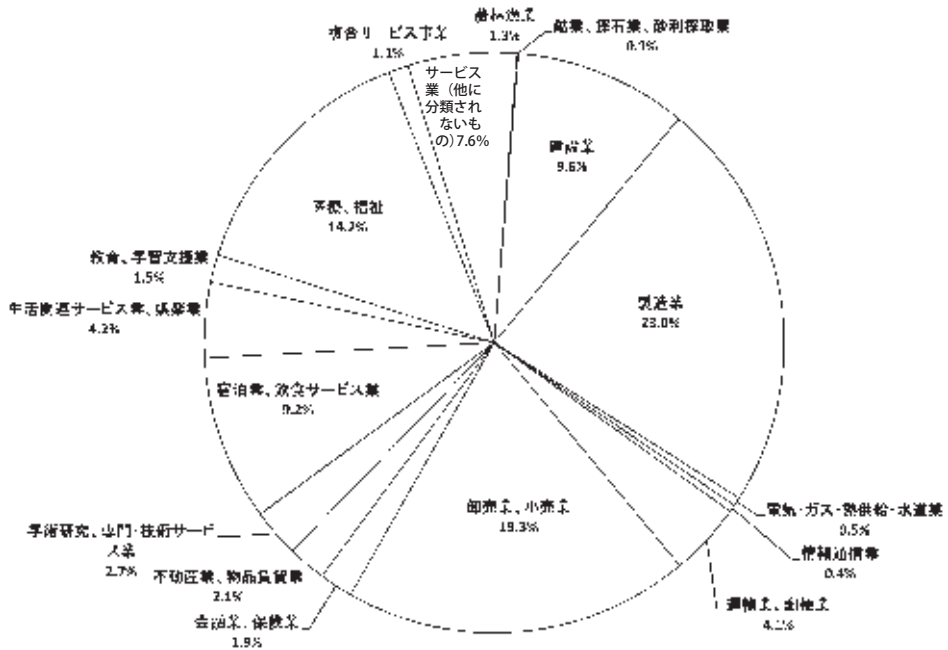 農林漁業
1.3%
鉱業、採石業、砂利採取業
0.1%
複合サービス事業
1.1%
サービス
業（他に
分類され
ないも
の）7.6%
建設業
9.6%
医療、福祉
14.2%
教育、学習支援業
1.5%
生活関連サービス業、娯楽業
4.2%
製造業
23.0%
宿泊業、飲食サービス業
9.2%
卸売業、小売業
19.3%
電気・ガス・熱供給・水道業
0.5%
情報通信業
0.4%
運輸業、郵便業
4.1%
学術研究、専門・技術サービ
ス業
2.7%
不動産業、物品賃貸業
2.1%
金融業、保険業
1.9%